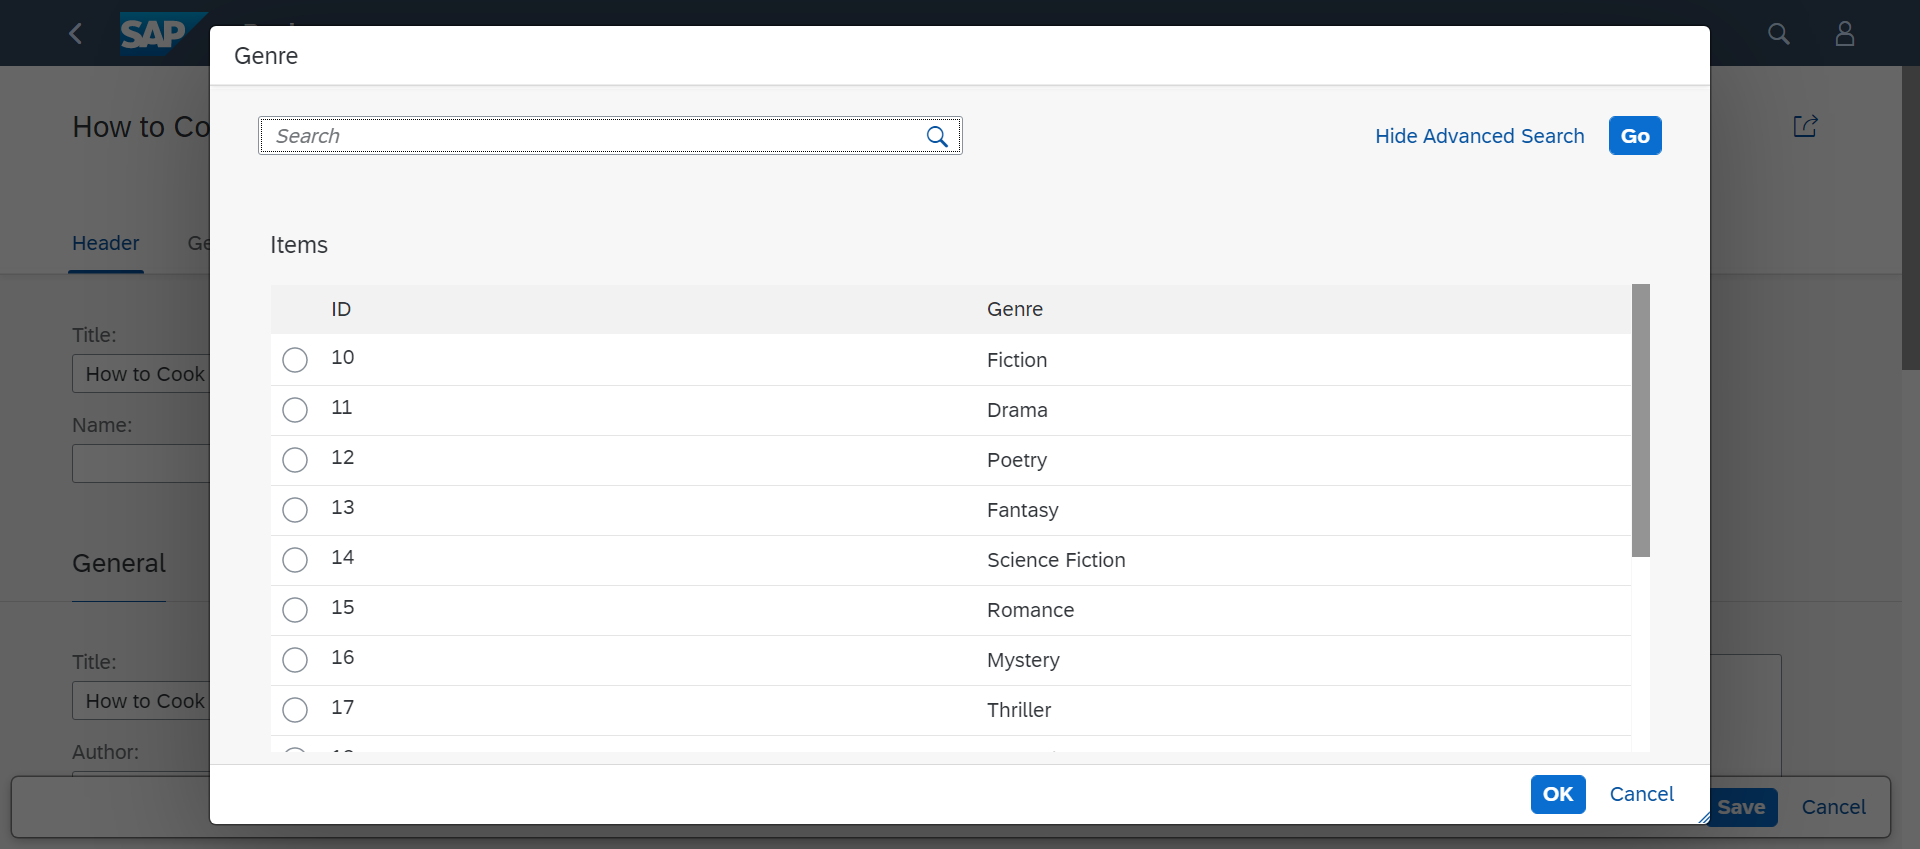 SAP
Genre
How to Co
Search
Hide Advanced Search Go
Header Ge
Items
ID Genre
10 Fiction
11 Drama
12 Poetry
13 Fantasy
14 Science Fiction
15 Romance
16 Mystery
17 Thriller
Title:
How to Cook
Name:
General
Title:
How to Cook
Author:
OK Cancel
Save Cancel